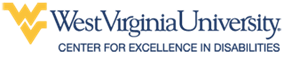 West Virginia University.
CENTER FOR EXCELLENCE IN DISABILITIES